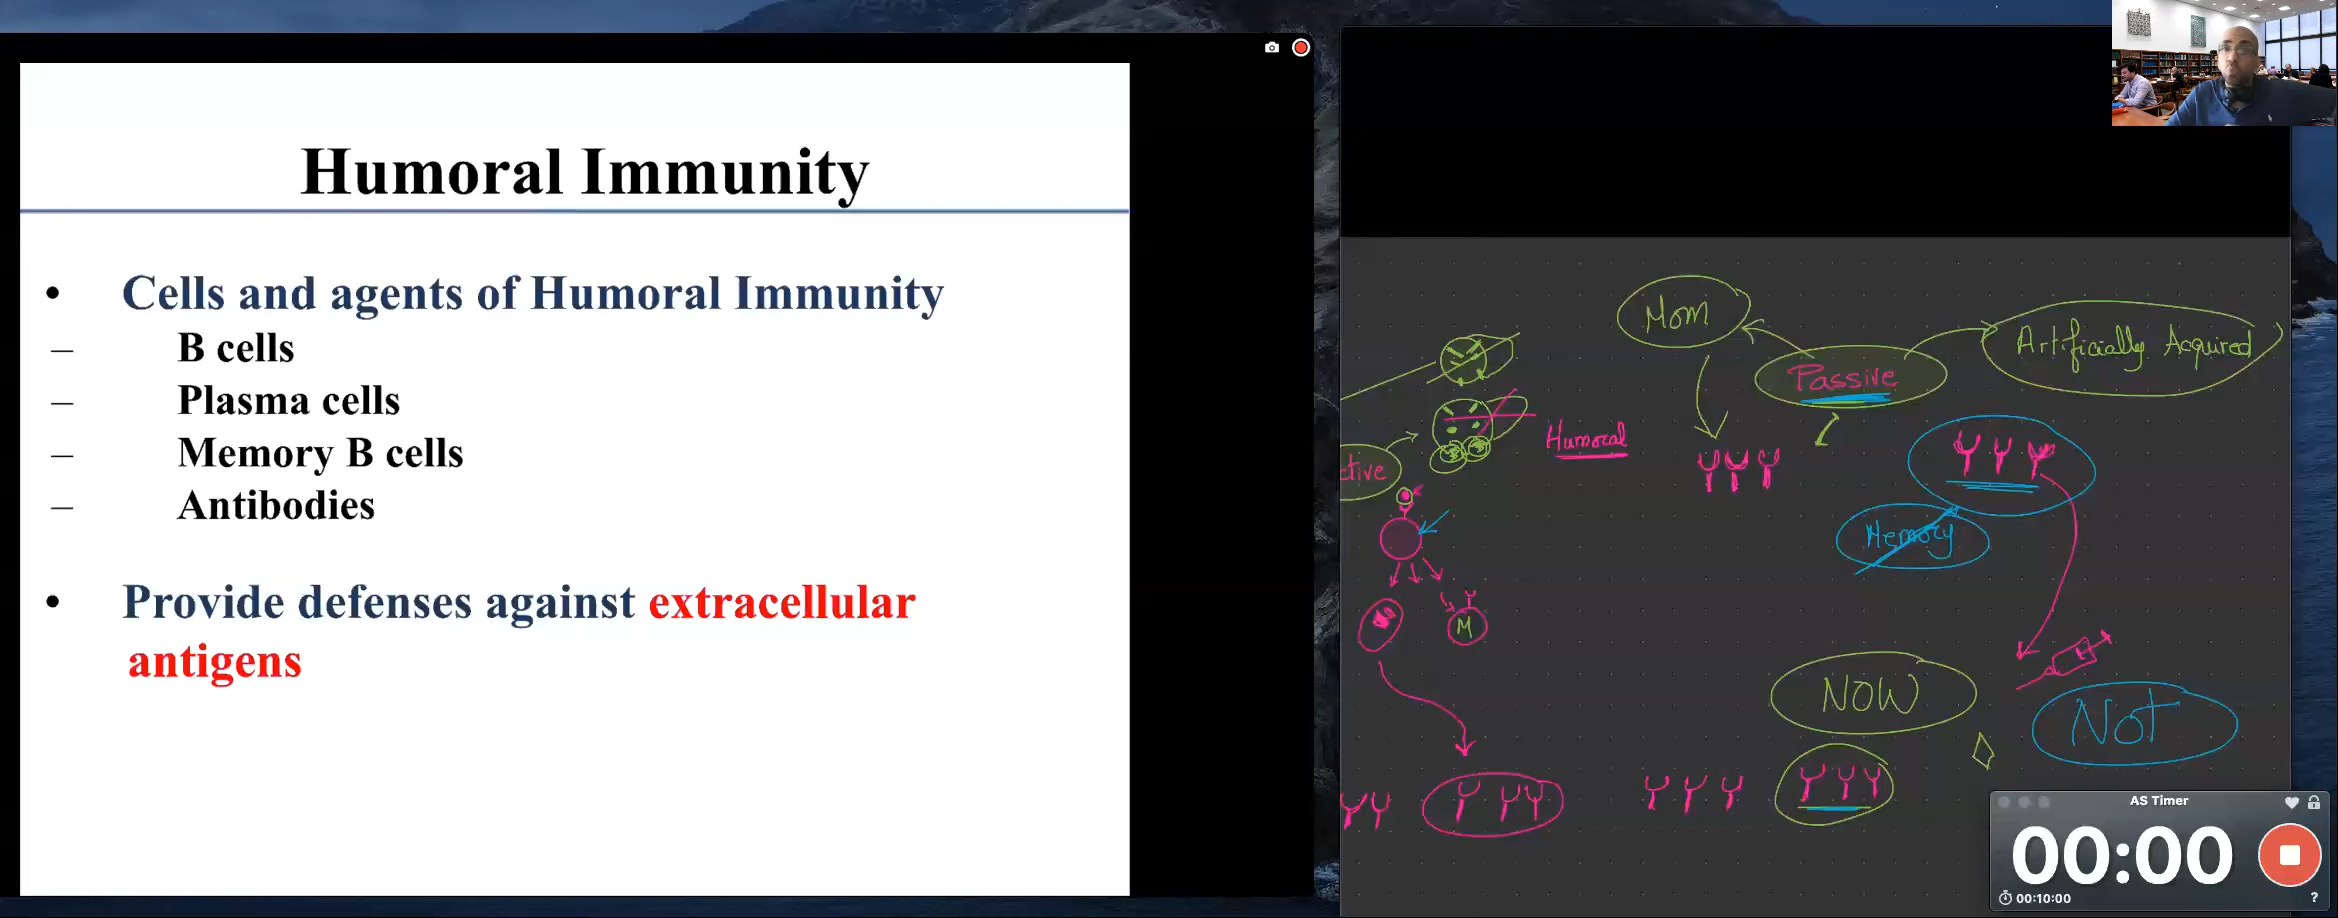 Humoral Immunity
• Cells and agents of Humoral Immunity
– B cells
– Plasma cells
– Memory B cells
– Antibodies
• Provide defenses against extracellular
antigens
Mom
Artificially Acquired
Passive
Humoral
ctive
Memory
M
NOW
Not
AS Timer
00:00
00:10:00
?